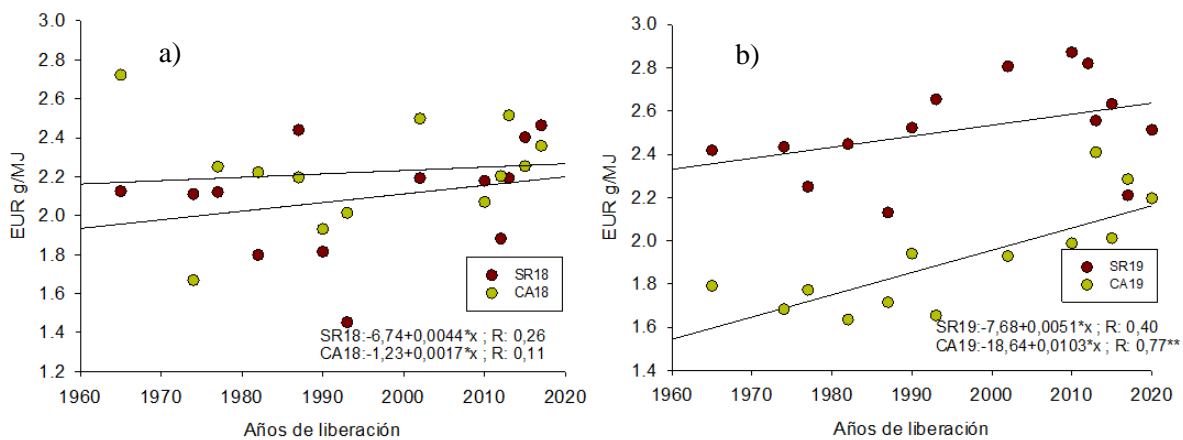 a)
EUR g/MJ
3.0
2.8
2.6
2.4
2.2
2.0
1.8
1.6
1.4
1.2
SR18
CA18
SR18:-6,74+0,0044*x ; R: 0,26
CA18:-1,23+0,0017*x ; R: 0,11
1960 1970 1980 1990 2000 2010 2020
Años de liberación
b)
EUR g/MJ
3.0
2.8
2.6
2.4
2.2
2.0
1.8
1.6
1.4
SR19
CA19
SR19:-7,68+0,0051*x ; R: 0,40
CA19:-18,64+0,0103*x ; R: 0,77**
1960 1970 1980 1990 2000 2010 2020
Años de liberación